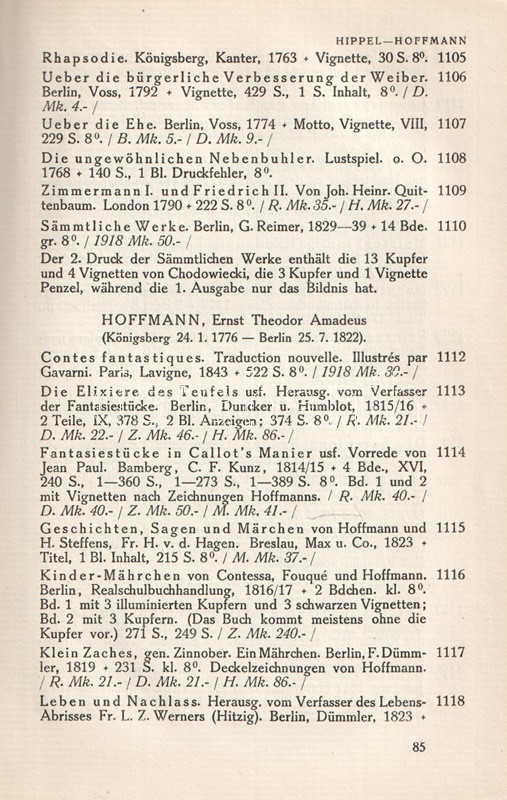 HIPPEL—HOFFMANN
Rhapsodie. Königsberg, Kanter, 1763 + Vignette, 30 S. 8⁰. 1105
Ueber die bürgerliche Verbesserung der Weiber. 1106
Berlin, Voss, 1792 + Vignette, 429 S., 1 S. Inhalt, 8⁰. / D.
Mk. 4.- /
Ueber die Ehe. Berlin, Voss, 1774 + Motto, Vignette, VIII, 1107
229 S. 8⁰. / B. Mk. 5.- / D. Mk. 9.- /
Die ungewöhnlichen Nebenbuhler. Lustspiel. o. O. 1108
1768 + 140 S., 1 Bl. Druckfehler, 8⁰.
Zimmermann I. und Friedrich II. Von Joh. Heinr. Quit- 1109
tenbaum. London 1790 + 222 S. 8⁰. / R. Mk. 35.- / H. Mk. 27.- /
Sämmtliche Werke. Berlin, G. Reimer, 1829—39 + 14 Bde. 1110
gr. 8⁰. / 1918 Mk. 50.- /
Der 2. Druck der Sämmtlichen Werke enthält die 13 Kupfer
und 4 Vignetten von Chodowiecki, die 3 Kupfer und 1 Vignette
Penzel, während die 1. Ausgabe nur das Bildnis hat.
HOFFMANN, Ernst Theodor Amadeus
(Königsberg 24. 1. 1776 — Berlin 25. 7. 1822).
Contes fantastiques. Traduction nouvelle. Illustrés par 1112
Gavarni. Paris, Lavigne, 1843 + 522 S. 8⁰. / 1918 Mk. 30.- /
Die Elixiere des Teufels usf. Herausg. vom Verfasser 1113
der Fantasiestücke. Berlin, Duncker u. Humblot, 1815/16 +
2 Teile, IX, 378 S., 2 Bl. Anzeigen; 374 S. 8⁰. / R. Mk. 21.- /
D. Mk. 22.- / Z. Mk. 46.- / H. Mk. 86.- /
Fantasiestücke in Callot's Manier usf. Vorrede von 1114
Jean Paul. Bamberg, C. F. Kunz, 1814/15 + 4 Bde., XVI,
240 S., 1—360 S., 1—273 S., 1—389 S. 8⁰. Bd. 1 und 2
mit Vignetten nach Zeichnungen Hoffmanns. / R. Mk. 40.- /
D. Mk. 40.- / Z. Mk. 50.- / M. Mk. 41.- /
Geschichten, Sagen und Märchen von Hoffmann und 1115
H. Steffens, Fr. H. v. d. Hagen. Breslau, Max u. Co., 1823 +
Titel, 1 Bl. Inhalt, 215 S. 8⁰. / M. Mk. 37.- /
Kinder-Mährchen von Contessa, Fouqué und Hoffmann. 1116
Berlin, Realschulbuchhandlung, 1816/17 + 2 Bdchen. kl. 8⁰.
Bd. 1 mit 3 illuminierten Kupfern und 3 schwarzen Vignetten;
Bd. 2 mit 3 Kupfern. (Das Buch kommt meistens ohne die
Kupfer vor.) 271 S., 249 S. / Z. Mk. 240.- /
Klein Zaches, gen. Zinnober. Ein Mährchen. Berlin, F. Dümm- 1117
ler, 1819 + 231 S. kl. 8⁰. Deckelzeichnungen von Hoffmann.
/ R. Mk. 21.- / D. Mk. 21.- / H. Mk. 86.- /
Leben und Nachlass. Herausg. vom Verfasser des Lebens- 1118
Abrisses Fr. L. Z. Werners (Hitzig). Berlin, Dümmler, 1823 +
85